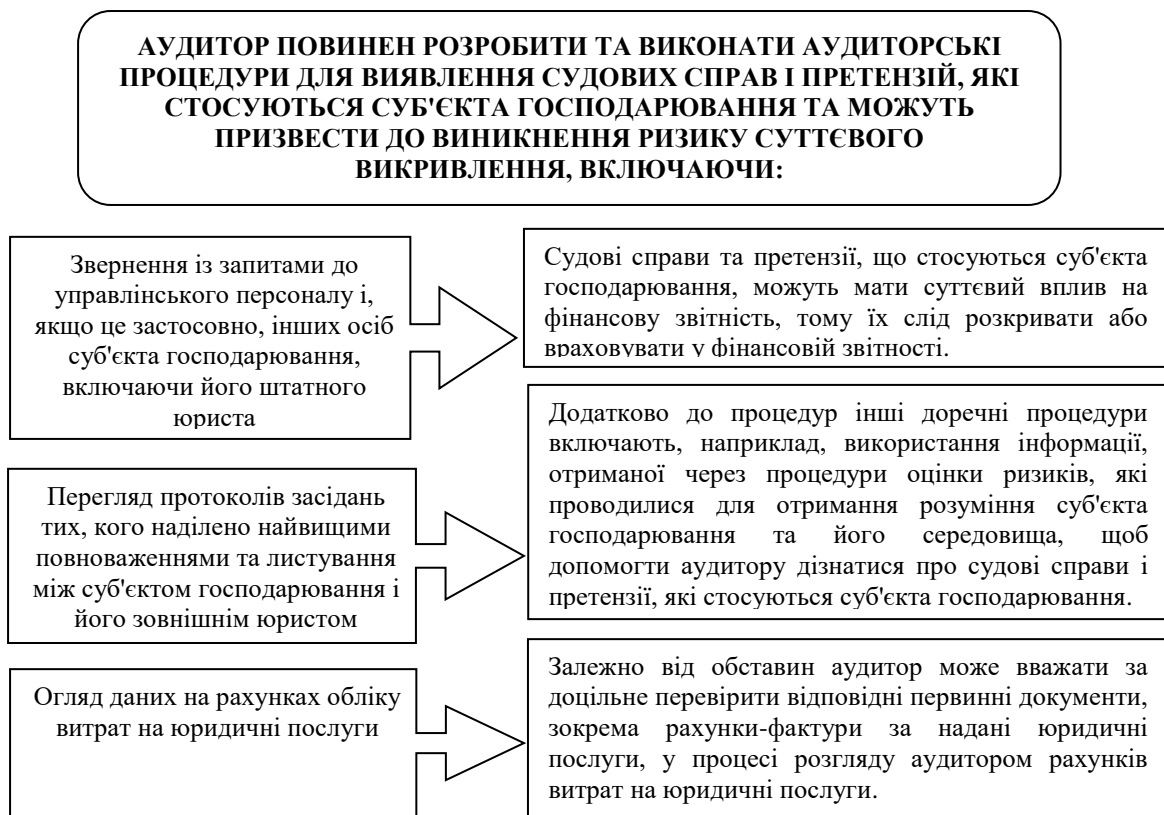 АУДИТОР ПОВИНЕН РОЗРОБИТИ ТА ВИКОНАТИ АУДИТОРСЬКІ
ПРОЦЕДУРИ ДЛЯ ВИЯВЛЕННЯ СУДОВИХ СПРАВ І ПРЕТЕНЗІЙ, ЯКІ
СТОСУЮТЬСЯ СУБ'ЄКТА ГОСПОДАРЮВАННЯ ТА МОЖУТЬ
ПРИЗВЕСТИ ДО ВИНИКНЕННЯ РИЗИКУ СУТТЄВОГО
ВИКРИВЛЕННЯ, ВКЛЮЧАЮЧИ:
Звернення із запитами до
управлінського персоналу і,
якщо це застосовно, інших осіб
суб'єкта господарювання,
включаючи його штатного
юриста
Судові справи та претензії, що стосуються суб'єкта
господарювання, можуть мати суттєвий вплив на
фінансову звітність, тому їх слід розкривати або
враховувати у фінансовій звітності.
Перегляд протоколів засідань
тих, кого наділено найвищими
повноваженнями та листування
між суб'єктом господарювання і
його зовнішнім юристом
Додатково до процедур інші доречні процедури
включають, наприклад, використання інформації,
отриманої через процедури оцінки ризиків, які
проводилися для отримання розуміння суб'єкта
господарювання та його середовища, щоб
допомогти аудитору дізнатися про судові справи і
претензії, які стосуються суб'єкта господарювання.
Огляд даних на рахунках обліку
витрат на юридичні послуги
Залежно від обставин аудитор може вважати за
доцільне перевірити відповідні первинні документи,
зокрема рахунки-фактури за надані юридичні
послуги, у процесі розгляду аудитором рахунків
витрат на юридичні послуги.